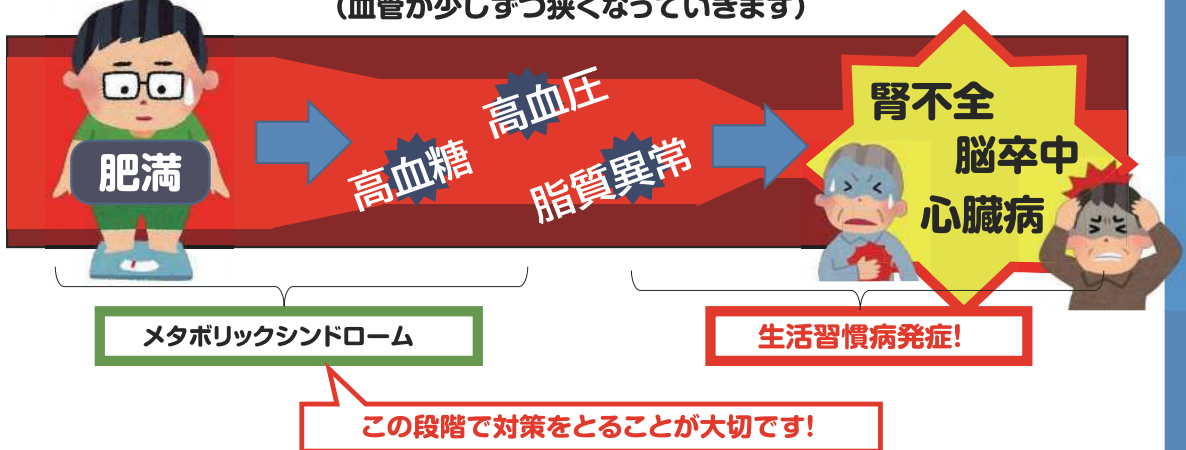 （血管が少しずつ狭くなっていきます）
肥満
高血糖
高血圧
脂質異常
腎不全
脳卒中
心臓病
メタボリックシンドローム
生活習慣病発症!
この段階で対策をとることが大切です!